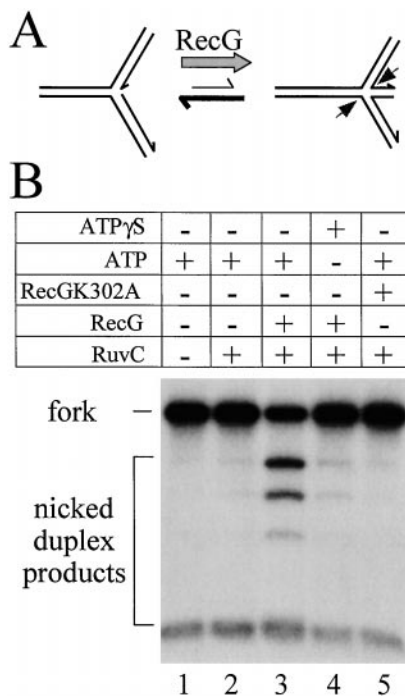 A
RecG
B
ATPγS - - - + -
ATP + + + - +
RecGK302A - - - - +
RecG - - + + -
RuvC - + + + +
fork
nicked
duplex
products
1 2 3 4 5